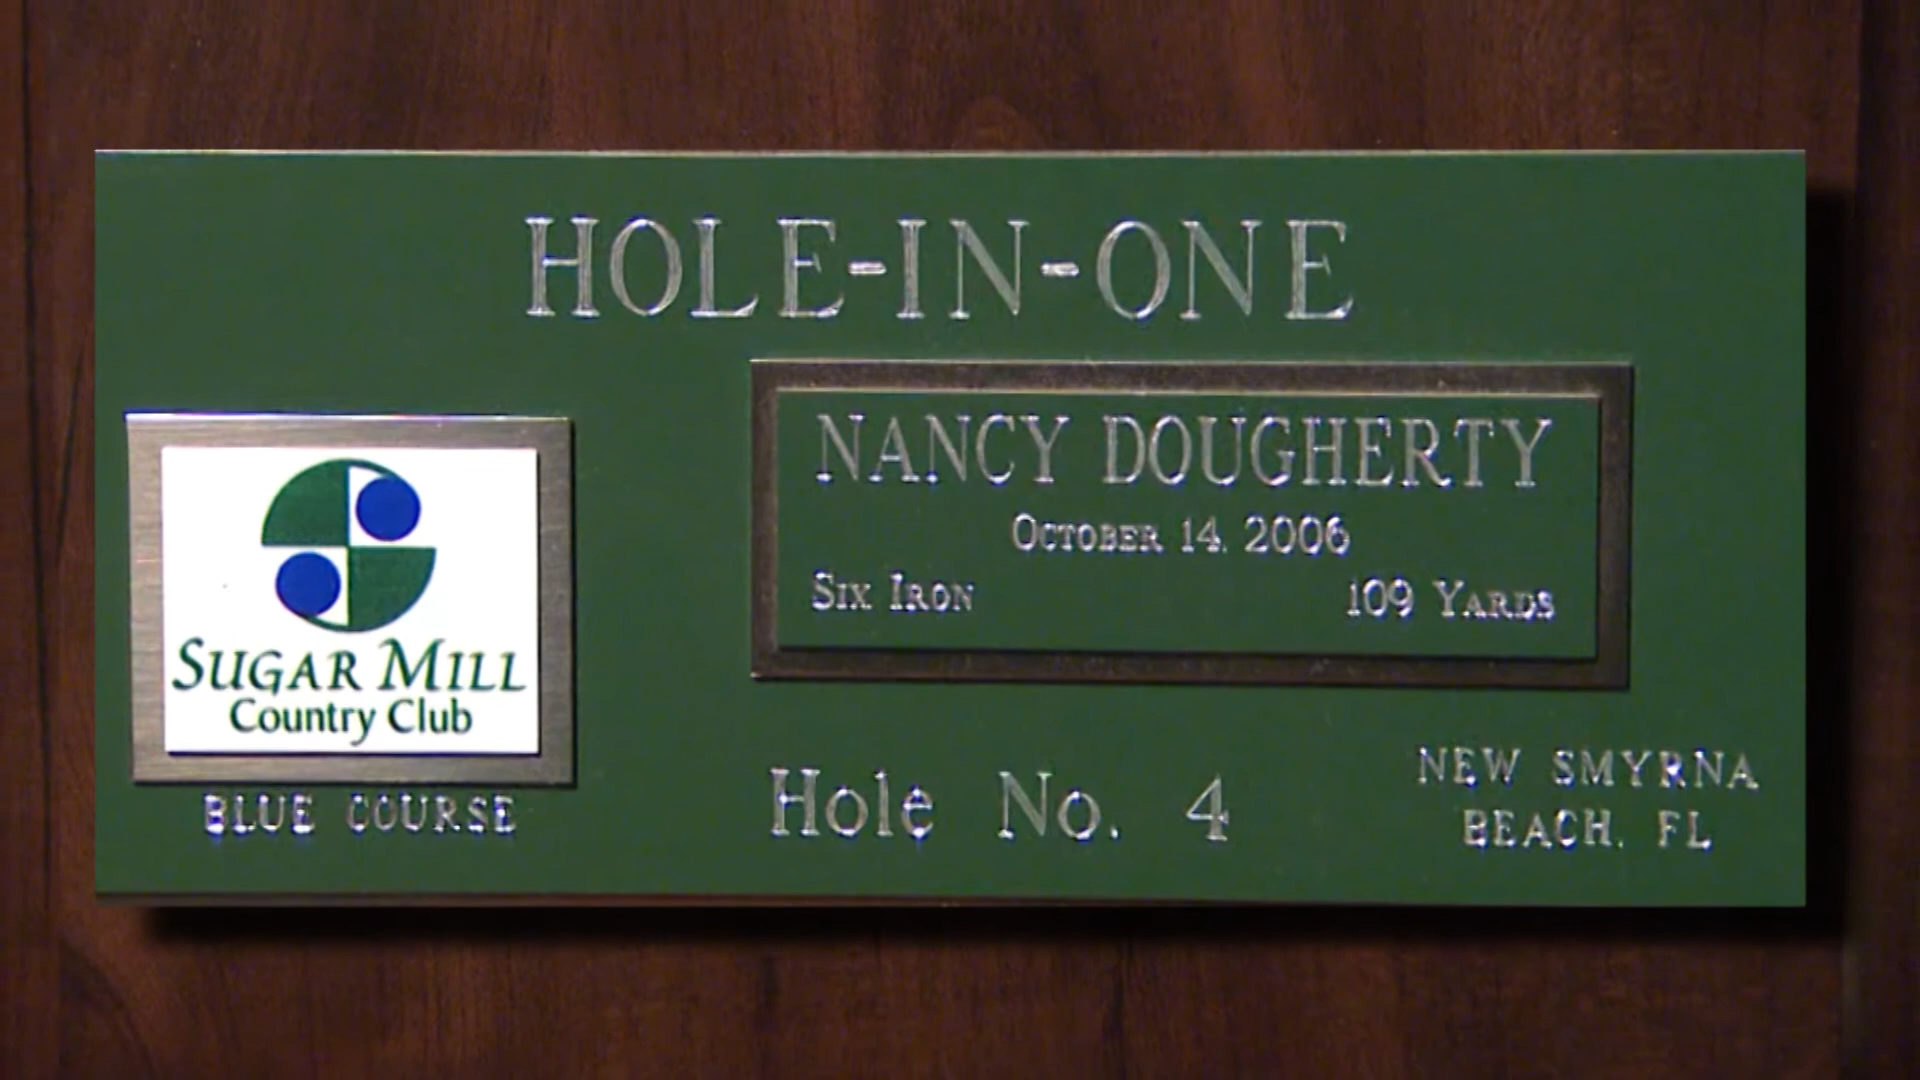 HOLE-IN-ONE
NANCY DOUGHERTY
OCTOBER 14, 2006
SIX IRON 109 YARDS
SUGAR MILL
Country Club
BLUE COURSE
Hole No. 4
NEW SMYRNA
BEACH, FL